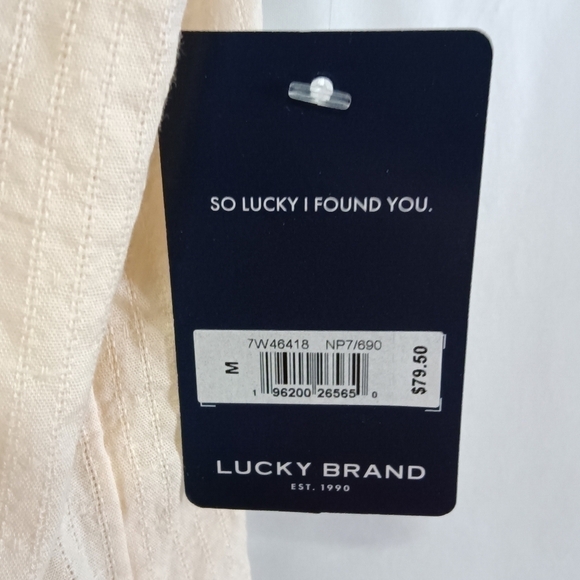 SO LUCKY I FOUND YOU.
7W46418 NP7/690
M
$79.50
1 96200 26565 0
LUCKY BRAND
EST. 1990